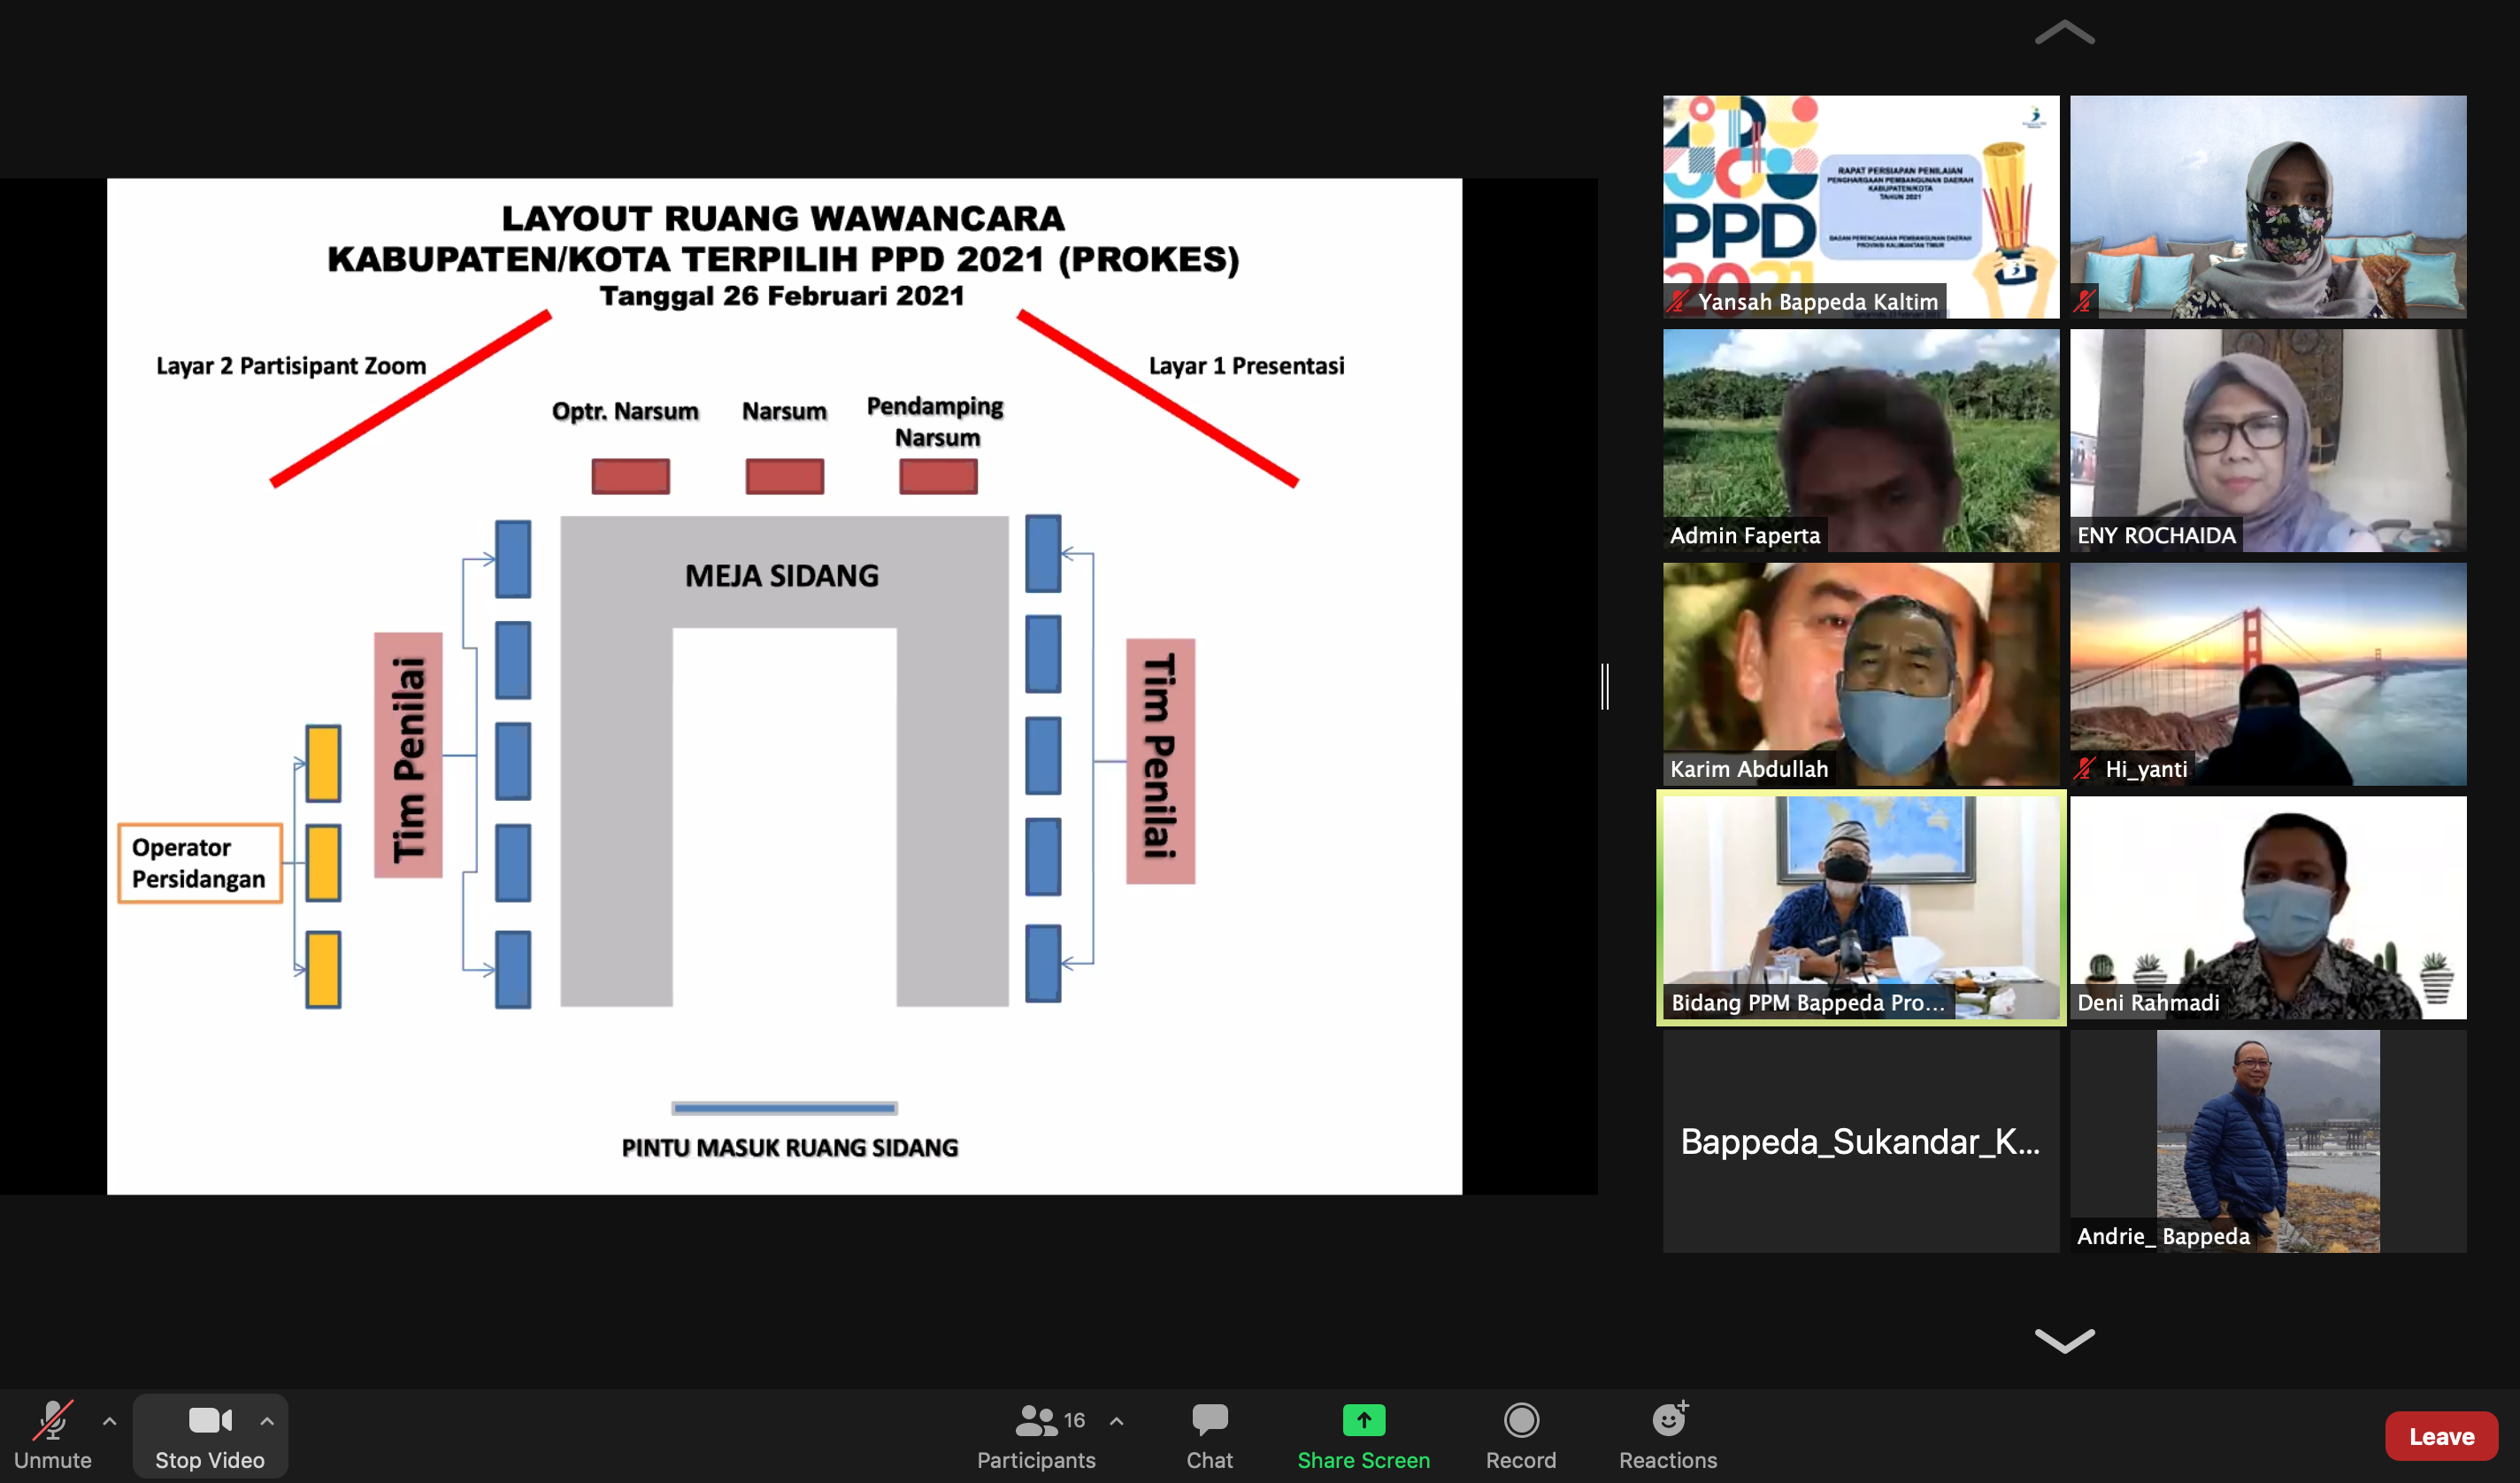 LAYOUT RUANG WAWANCARA
KABUPATEN/KOTA TERPILIH PPD 2021 (PROKES)
Tanggal 26 Februari 2021
Layar 2 Partisipant Zoom
Layar 1 Presentasi
Optr. Narsum
Narsum
Pendamping
Narsum
MEJA SIDANG
Tim Penilai
Tim Penilai
Operator
Persidangan
PINTU MASUK RUANG SIDANG
RAPAT PERSIAPAN PENILAIAN
PENGHARGAAN PEMBANGUNAN DAERAH
KABUPATEN/KOTA
TAHUN 2021
BADAN PERENCANAAN PEMBANGUNAN DAERAH
PROVINSI KALIMANTAN TIMUR
PPD
2021
Yansah Bappeda Kaltim
Admin Faperta
ENY ROCHAIDA
Karim Abdullah
Hi_yanti
Bidang PPM Bappeda Pro...
Deni Rahmadi
Bappeda_Sukandar_K...
Andrie_ Bappeda
Unmute
Stop Video
16
Participants
Chat
Share Screen
Record
Reactions
Leave